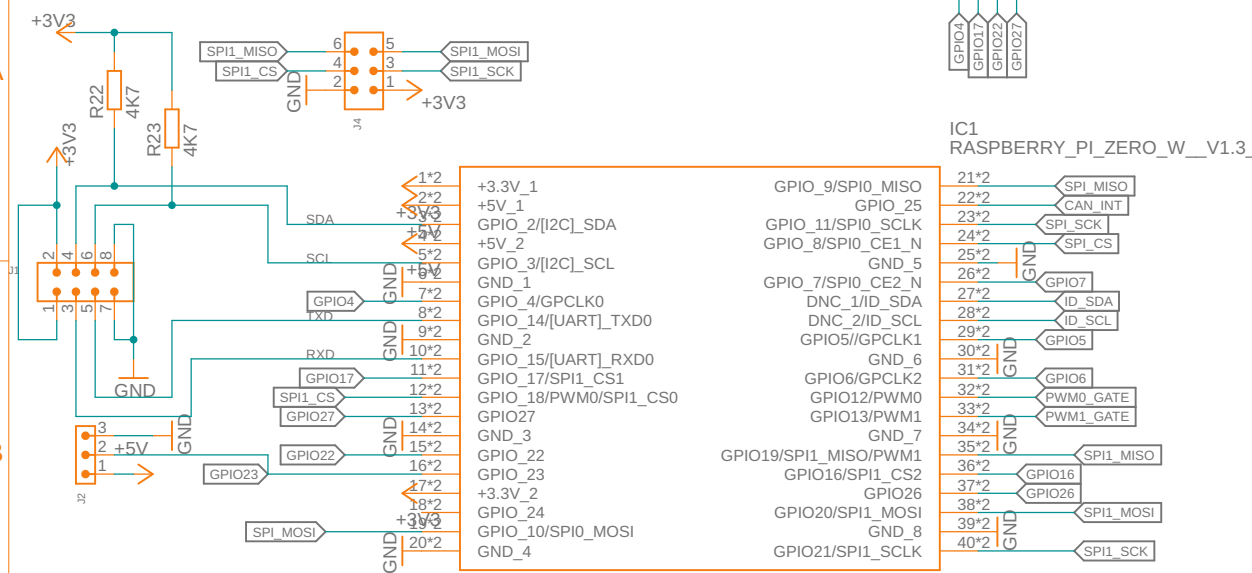 +3V3
R22
4K7
R23
4K7
+3V3
SPI1_MISO
SPI1_CS
GND
6
4
2
5
3
1
SPI1_MOSI
SPI1_SCK
+3V3
J4
GPIO4
GPIO17
GPIO22
GPIO27
IC1
RASPBERRY_PI_ZERO_W__V1.3_
J1
2
4
6
8
1
3
5
7
GND
SDA
SCL
TXD
RXD
J2
3
2
1
GND
+5V
1*2 +3.3V_1
2*2 +5V_1
+3V3
3*2 GPIO_2/[I2C]_SDA
+5V
4*2 +5V_2
5*2 GPIO_3/[I2C]_SCL
+5V
GND 6*2 GND_1
GPIO4 7*2 GPIO_4/GPCLK0
8*2 GPIO_14/[UART]_TXD0
GND 9*2 GND_2
10*2 GPIO_15/[UART]_RXD0
GPIO17 11*2 GPIO_17/SPI1_CS1
SPI1_CS 12*2 GPIO_18/PWM0/SPI1_CS0
GPIO27 13*2 GPIO27
GND 14*2 GND_3
GPIO22 15*2 GPIO_22
GPIO23 16*2 GPIO_23
17*2 +3.3V_2
18*2 GPIO_24
+3V3
SPI_MOSI 19*2 GPIO_10/SPI0_MOSI
GND 20*2 GND_4
GPIO_9/SPI0_MISO 21*2 SPI_MISO
GPIO_25 22*2 CAN_INT
GPIO_11/SPI0_SCLK 23*2 SPI_SCK
GPIO_8/SPI0_CE1_N 24*2 SPI_CS
GND_5 25*2 GND
GPIO_7/SPI0_CE2_N 26*2 GPIO7
DNC_1/ID_SDA 27*2 ID_SDA
DNC_2/ID_SCL 28*2 ID_SCL
GPIO5//GPCLK1 29*2 GPIO5
GND_6 30*2 GND
GPIO6/GPCLK2 31*2 GPIO6
GPIO12/PWM0 32*2 PWM0_GATE
GPIO13/PWM1 33*2 PWM1_GATE
GND_7 34*2 GND
GPIO19/SPI1_MISO/PWM1 35*2 SPI1_MISO
GPIO16/SPI1_CS2 36*2 GPIO16
GPIO26 37*2 GPIO26
GPIO20/SPI1_MOSI 38*2 SPI1_MOSI
GND_8 39*2 GND
GPIO21/SPI1_SCLK 40*2 SPI1_SCK